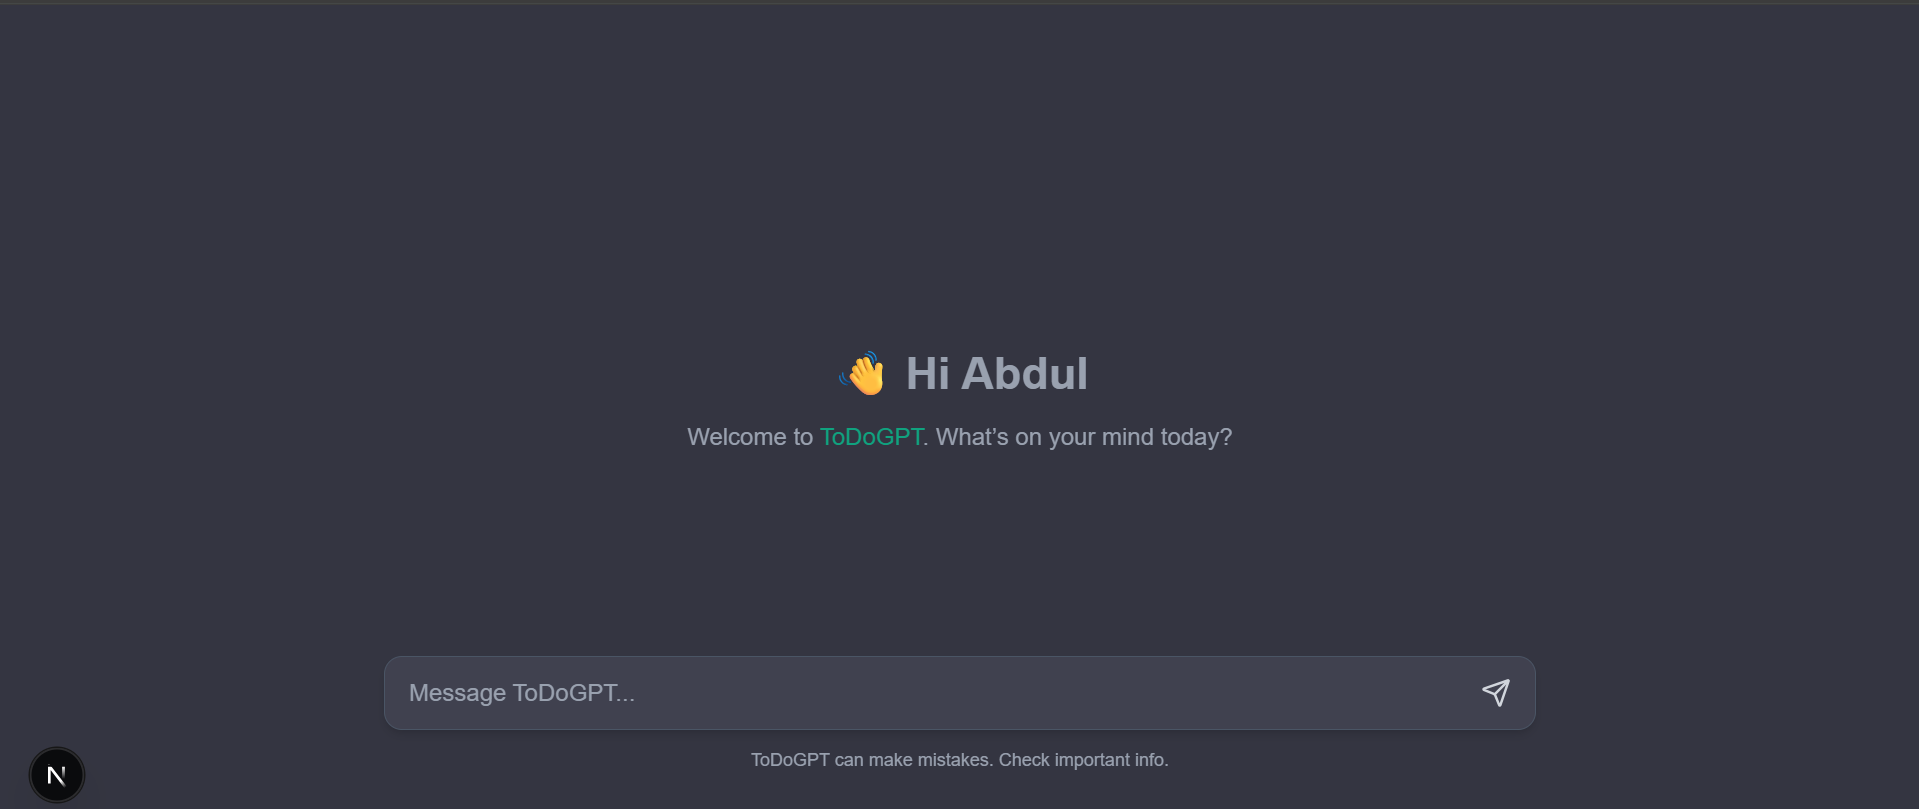 👋 Hi Abdul
Welcome to ToDoGPT. What’s on your mind today?
Message ToDoGPT...
ToDoGPT can make mistakes. Check important info.
N